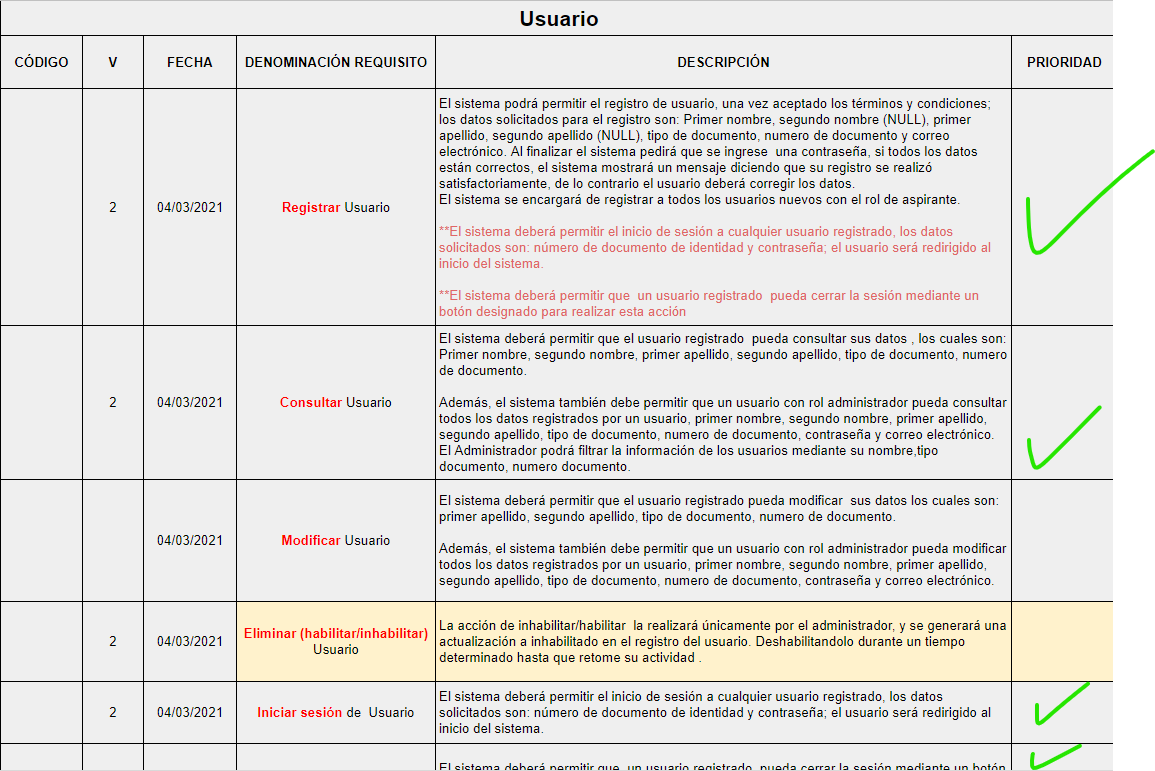 Usuario
CÓDIGO V FECHA DENOMINACIÓN REQUISITO DESCRIPCIÓN PRIORIDAD
2 04/03/2021 Registrar Usuario
El sistema podrá permitir el registro de usuario, una vez aceptado los términos y condiciones;
los datos solicitados para el registro son: Primer nombre, segundo nombre (NULL), primer
apellido, segundo apellido (NULL), tipo de documento, numero de documento y correo
electrónico. Al finalizar el sistema pedirá que se ingrese una contraseña, si todos los datos
están correctos, el sistema mostrará un mensaje diciendo que su registro se realizó
satisfactoriamente, de lo contrario el usuario deberá corregir los datos.
El sistema se encargará de registrar a todos los usuarios nuevos con el rol de aspirante.
**El sistema deberá permitir el inicio de sesión a cualquier usuario registrado, los datos
solicitados son: número de documento de identidad y contraseña; el usuario será redirigido al
inicio del sistema.
**El sistema deberá permitir que un usuario registrado pueda cerrar la sesión mediante un
botón designado para realizar esta acción
2 04/03/2021 Consultar Usuario
El sistema deberá permitir que el usuario registrado pueda consultar sus datos , los cuales son:
Primer nombre, segundo nombre, primer apellido, segundo apellido, tipo de documento, numero
de documento.
Además, el sistema también debe permitir que un usuario con rol administrador pueda consultar
todos los datos registrados por un usuario, primer nombre, segundo nombre, primer apellido,
segundo apellido, tipo de documento, numero de documento, contraseña y correo electrónico.
El Administrador podrá filtrar la información de los usuarios mediante su nombre,tipo
documento, numero documento.
04/03/2021 Modificar Usuario
El sistema deberá permitir que el usuario registrado pueda modificar sus datos los cuales son:
primer apellido, segundo apellido, tipo de documento, numero de documento.
Además, el sistema también debe permitir que un usuario con rol administrador pueda modificar
todos los datos registrados por un usuario, primer nombre, segundo nombre, primer apellido,
segundo apellido, tipo de documento, numero de documento, contraseña y correo electrónico.
2 04/03/2021 Eliminar (habilitar/inhabilitar)
Usuario
La acción de inhabilitar/habilitar la realizará únicamente por el administrador, y se generará una
actualización a inhabilitado en el registro del usuario. Deshabilitandolo durante un tiempo
determinado hasta que retome su actividad .
2 04/03/2021 Iniciar sesión de Usuario
El sistema deberá permitir el inicio de sesión a cualquier usuario registrado, los datos
solicitados son: número de documento de identidad y contraseña; el usuario será redirigido al
inicio del sistema.
El sistema deberá permitir que un usuario registrado pueda cerrar la sesión mediante un botón